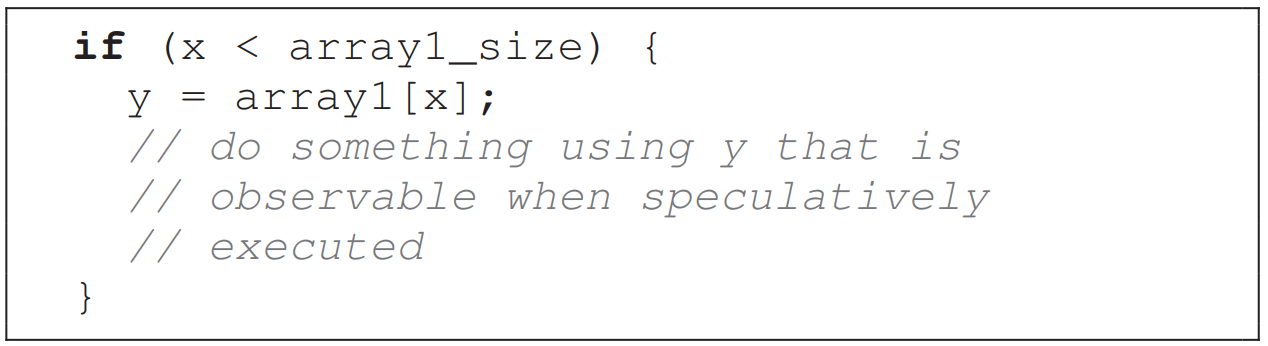 if (x < array1_size) {
y = array1[x];
// do something using y that is
// observable when speculatively
// executed
}